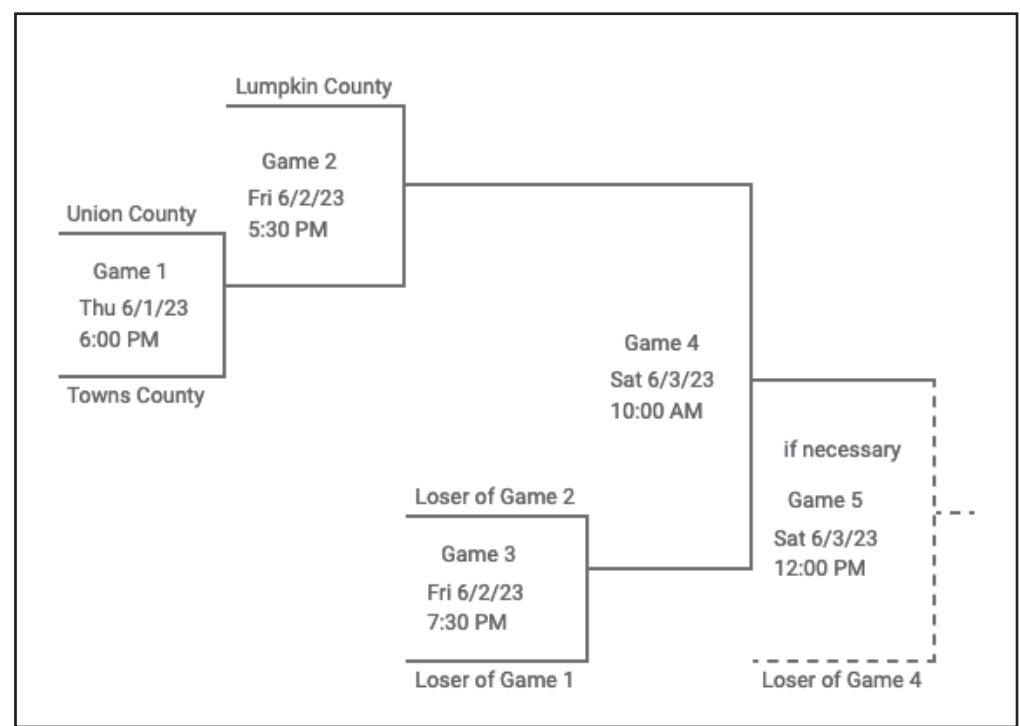 Lumpkin County
Game 2
Fri 6/2/23
5:30 PM
Union County
Game 1
Thu 6/1/23
6:00 PM
Towns County
Game 4
Sat 6/3/23
10:00 AM
if necessary
Game 5
Sat 6/3/23
12:00 PM
Loser of Game 2
Game 3
Fri 6/2/23
7:30 PM
Loser of Game 1
Loser of Game 4